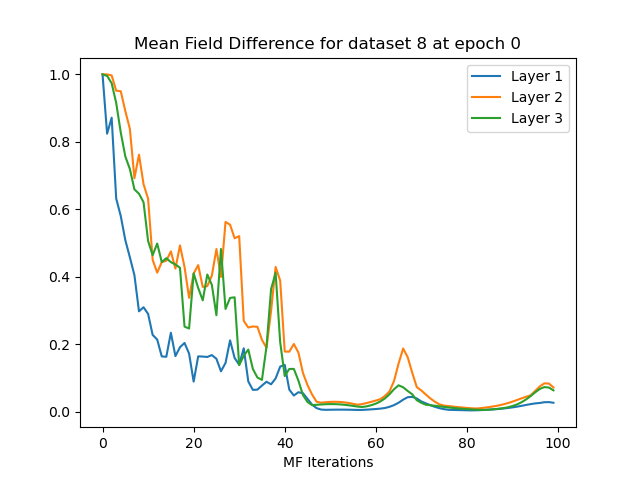 Mean Field Difference for dataset 8 at epoch 0
Layer 1
Layer 2
Layer 3
1.0
0.8
0.6
0.4
0.2
0.0
0 20 40 60 80 100
MF Iterations